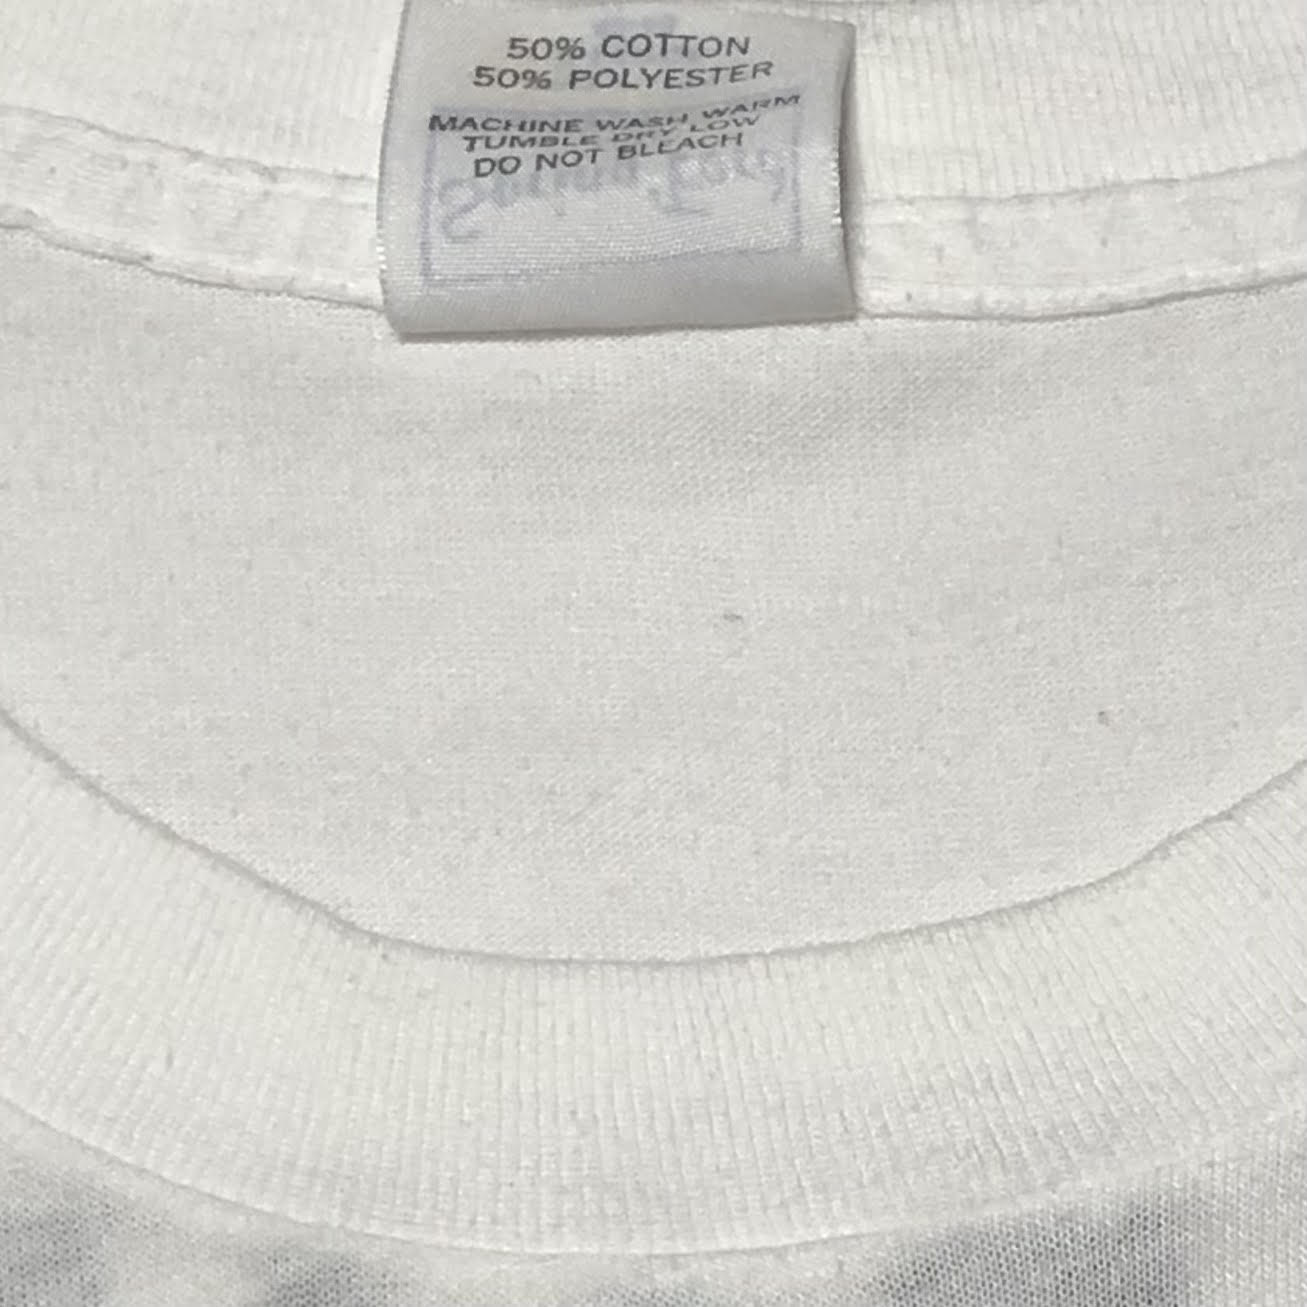 50% COTTON
50% POLYESTER
MACHINE WASH, WARM
TUMBLE DRY LOW
DO NOT BLEACH